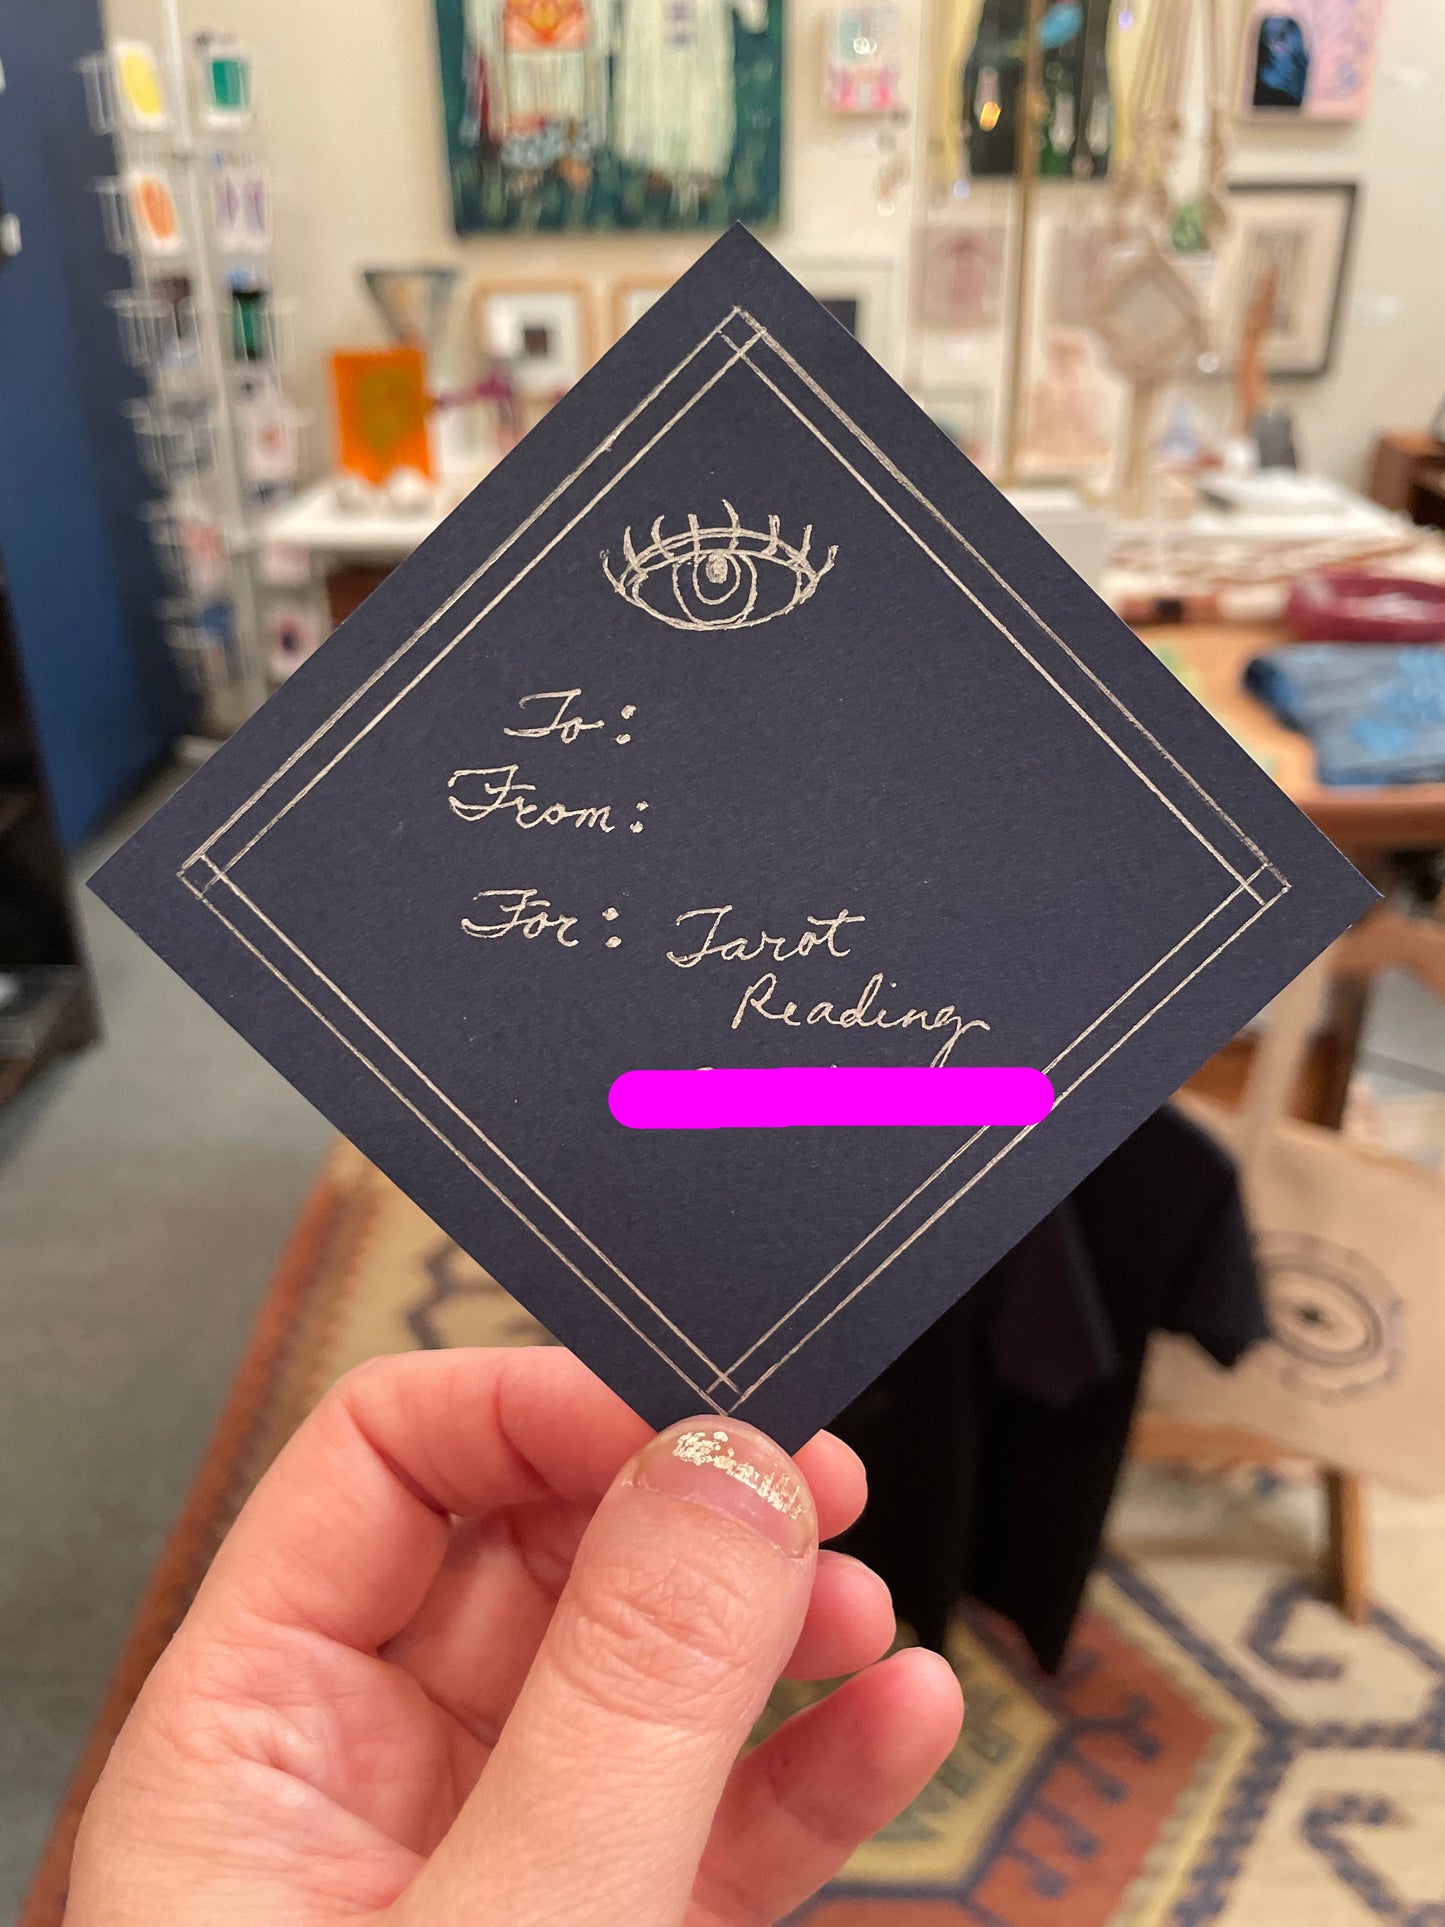 To:
From:
For: Tarot
Reading